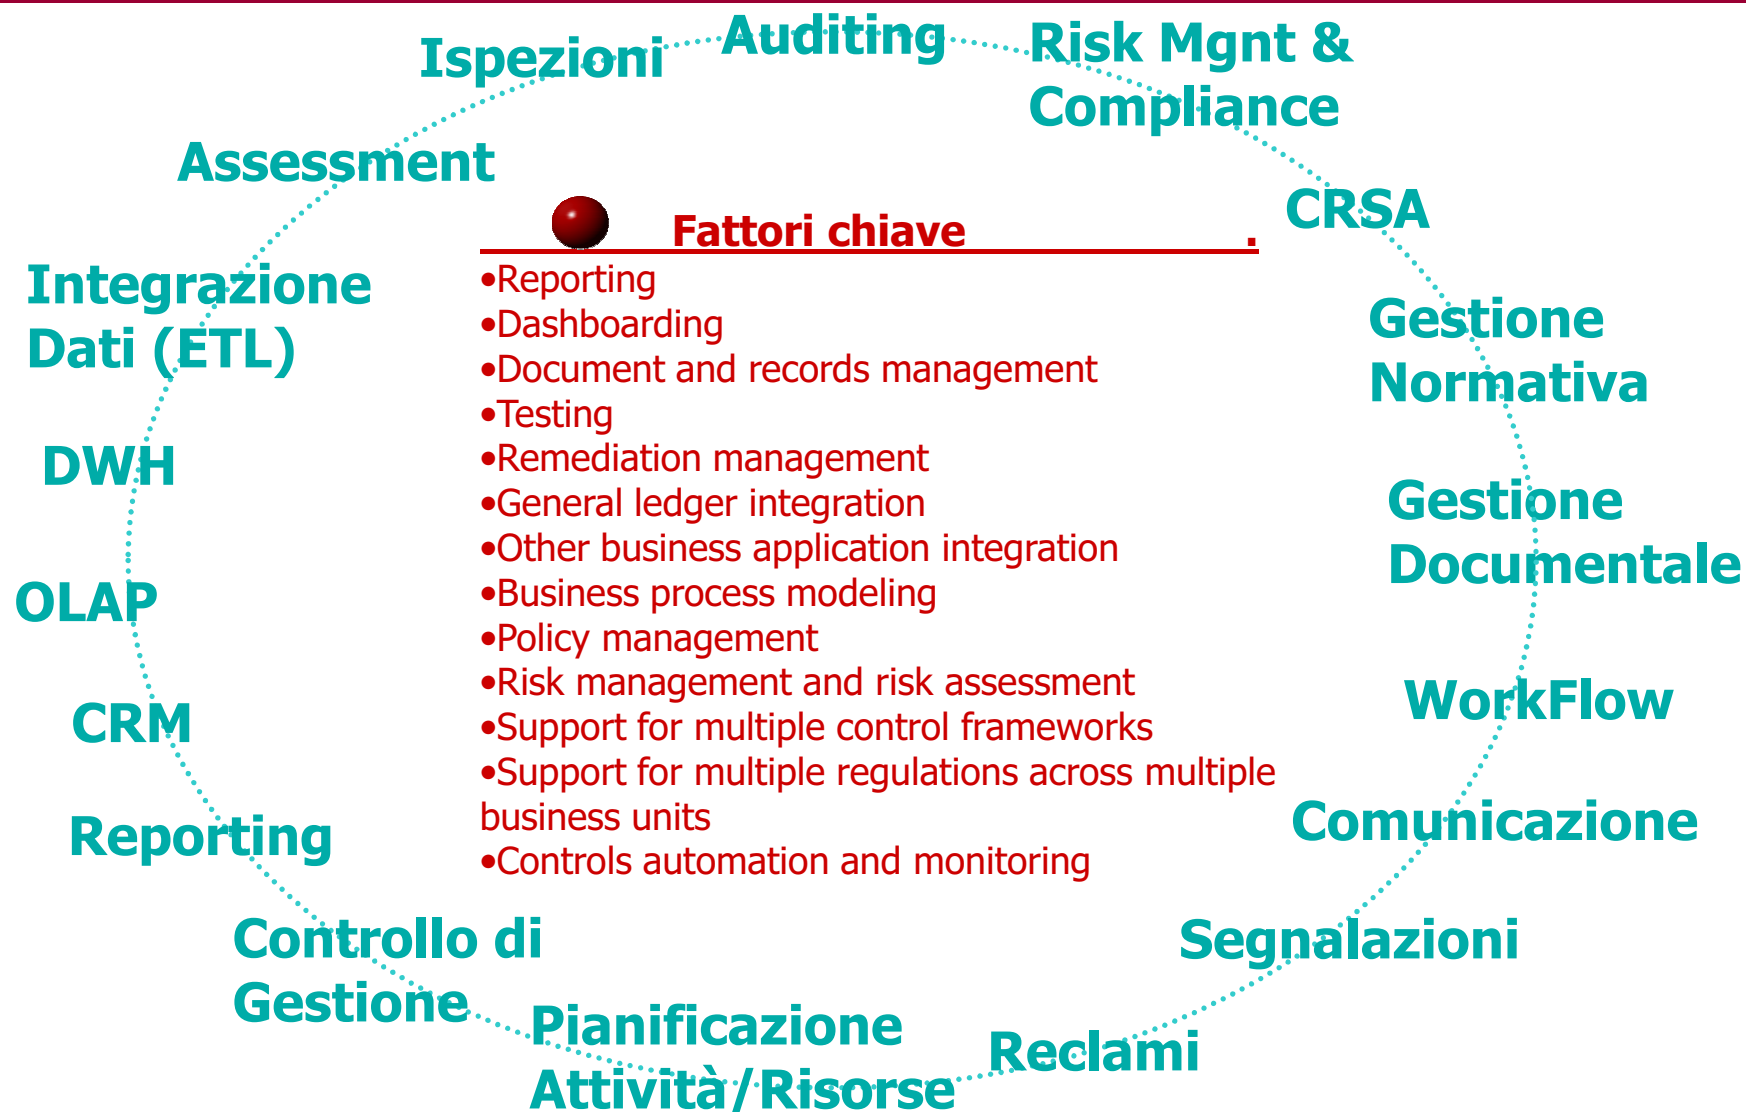 Auditing
Risk Mgnt &
Compliance
CRSA
Gestione
Normativa
Gestione
Documentale
WorkFlow
Comunicazione
Segnalazioni
Reclami
Pianificazione
Attività/Risorse
Controllo di
Gestione
Reporting
CRM
OLAP
DWH
Integrazione
Dati (ETL)
Assessment
Ispezioni
Fattori chiave .
•Reporting
•Dashboarding
•Document and records management
•Testing
•Remediation management
•General ledger integration
•Other business application integration
•Business process modeling
•Policy management
•Risk management and risk assessment
•Support for multiple control frameworks
•Support for multiple regulations across multiple
business units
•Controls automation and monitoring